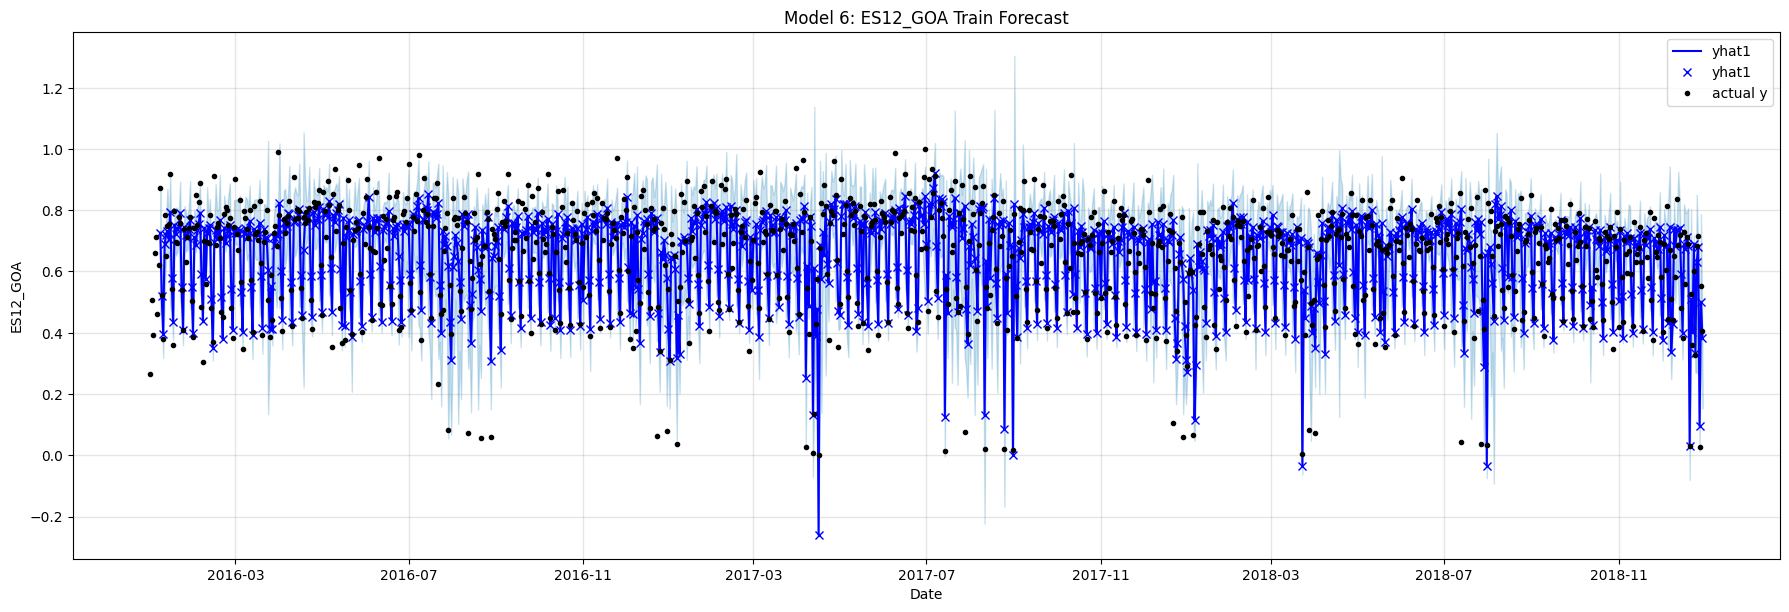 Model 6: ES12_GOA Train Forecast
yhat1
yhat1
actual y
1.2
1.0
0.8
0.6
0.4
0.2
0.0
−0.2
ES12_GOA
2016-03
2016-07
2016-11
2017-03
2017-07
2017-11
2018-03
2018-07
2018-11
Date